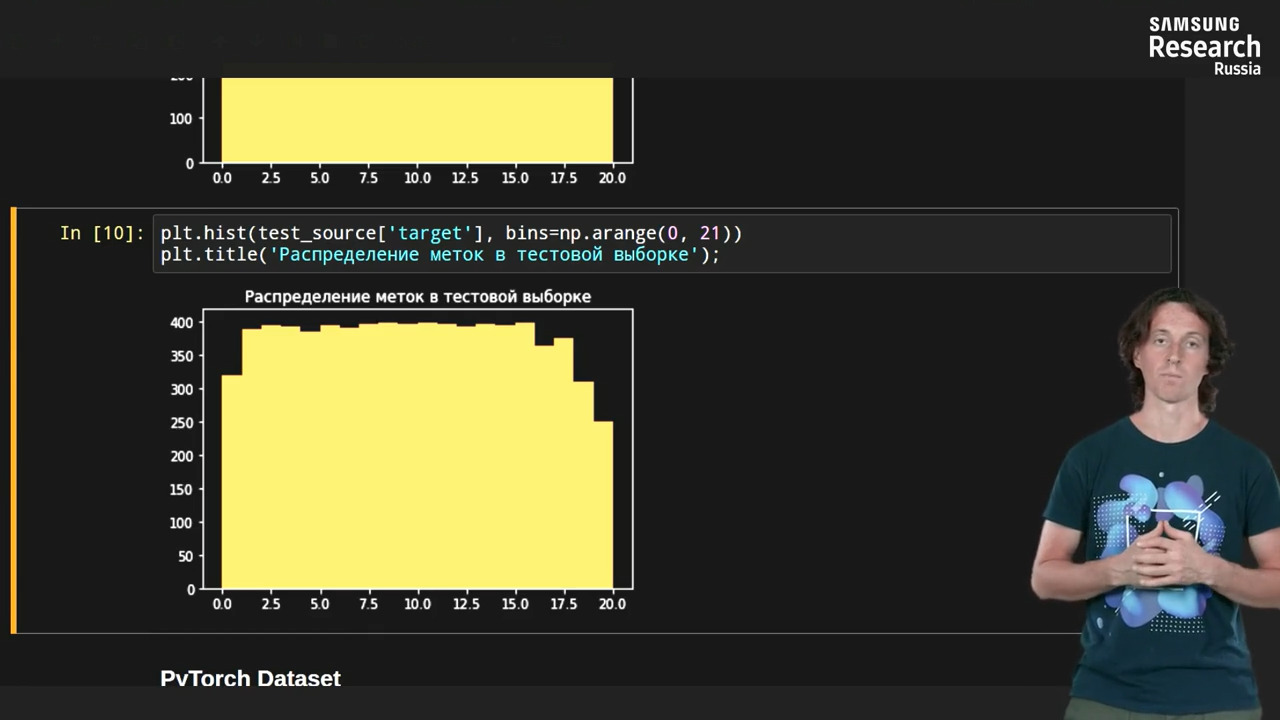 SAMSUNG
Research
Russia
200
100
0
0.0 2.5 5.0 7.5 10.0 12.5 15.0 17.5 20.0
In [10]: plt.hist(test_source['target'], bins=np.arange(0, 21))
plt.title('Распределение меток в тестовой выборке');
Распределение меток в тестовой выборке
400
350
300
250
200
150
100
50
0
0.0 2.5 5.0 7.5 10.0 12.5 15.0 17.5 20.0
PyTorch Dataset